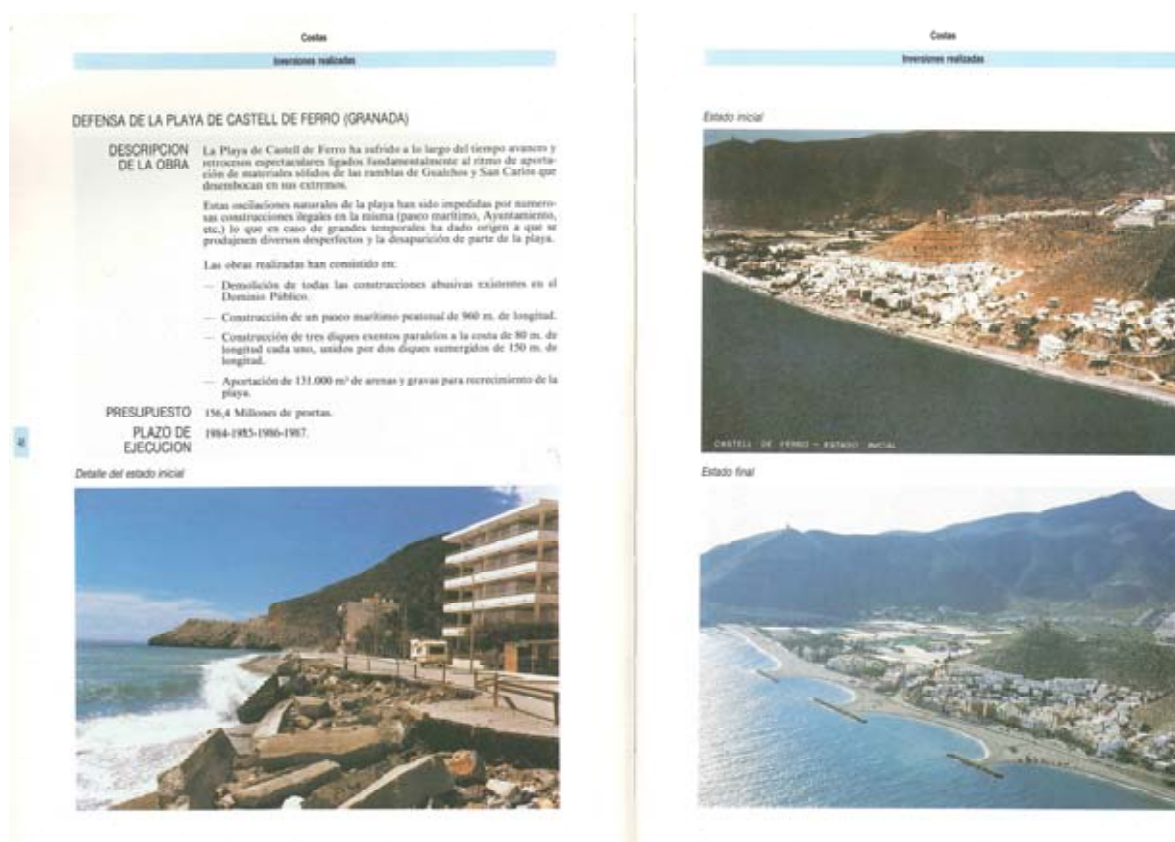 Costas
Inversiones realizadas
DEFENSA DE LA PLAYA DE CASTELL DE FERRO (GRANADA)
DESCRIPCION
DE LA OBRA
La Playa de Castell de Ferro ha sufrido a lo largo del tiempo avances y
retrocesos espectaculares ligados fundamentalmente al ritmo de aporta-
ción de materiales sólidos de las ramblas de Gualchos y San Carlos que
desembocan en sus extremos.
Estas oscilaciones naturales de la playa han sido impedidas por numero-
sas construcciones ilegales en la misma (paseo marítimo, Ayuntamiento,
etc.) lo que en caso de grandes temporales ha dado origen a que se
produjesen diversos desperfectos y la desaparición de parte de la playa.
Las obras realizadas han consistido en:
— Demolición de todas las construcciones abusivas existentes en el
Dominio Público.
— Construcción de un paseo marítimo peatonal de 960 m. de longitud.
— Construcción de tres diques exentos paralelos a la costa de 80 m. de
longitud cada uno, unidos por dos diques sumergidos de 150 m. de
longitud.
— Aportación de 131.000 m³ de arenas y gravas para recrecimiento de la
playa.
PRESUPUESTO
156,4 Millones de pesetas.
PLAZO DE
EJECUCION
1984-1985-1986-1987.
Detalle del estado inicial
Costas
Inversiones realizadas
Estado inicial
CASTELL DE FERRO - ESTADO INICIAL
Estado final